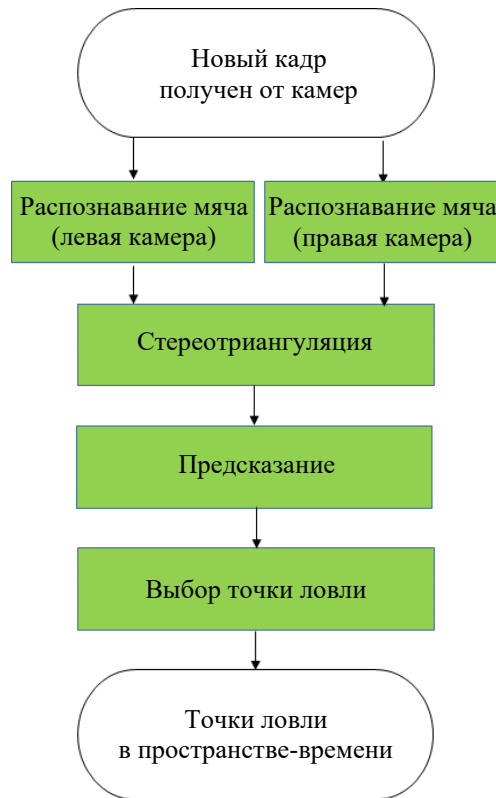 Новый кадр
получен от камер
Распознавание мяча
(левая камера)
Распознавание мяча
(правая камера)
Стереотриангуляция
Предсказание
Выбор точки ловли
Точки ловли
в пространстве-времени